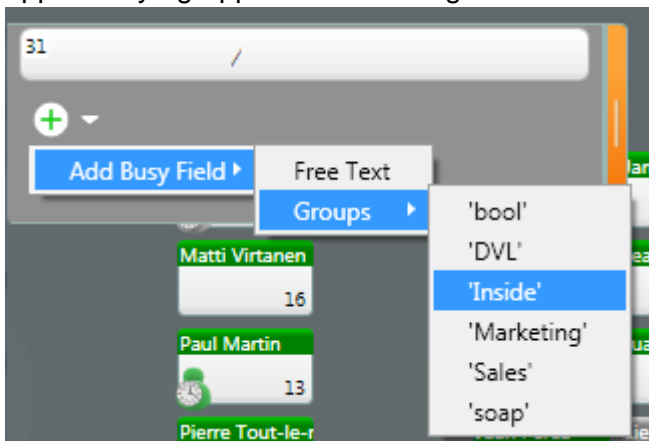 31
/
Add Busy Field
Free Text
Groups
'bool'
'DVL'
'Inside'
'Marketing'
'Sales'
'soap'
Matti Virtanen
16
Paul Martin
13
Pierre Tout-le-